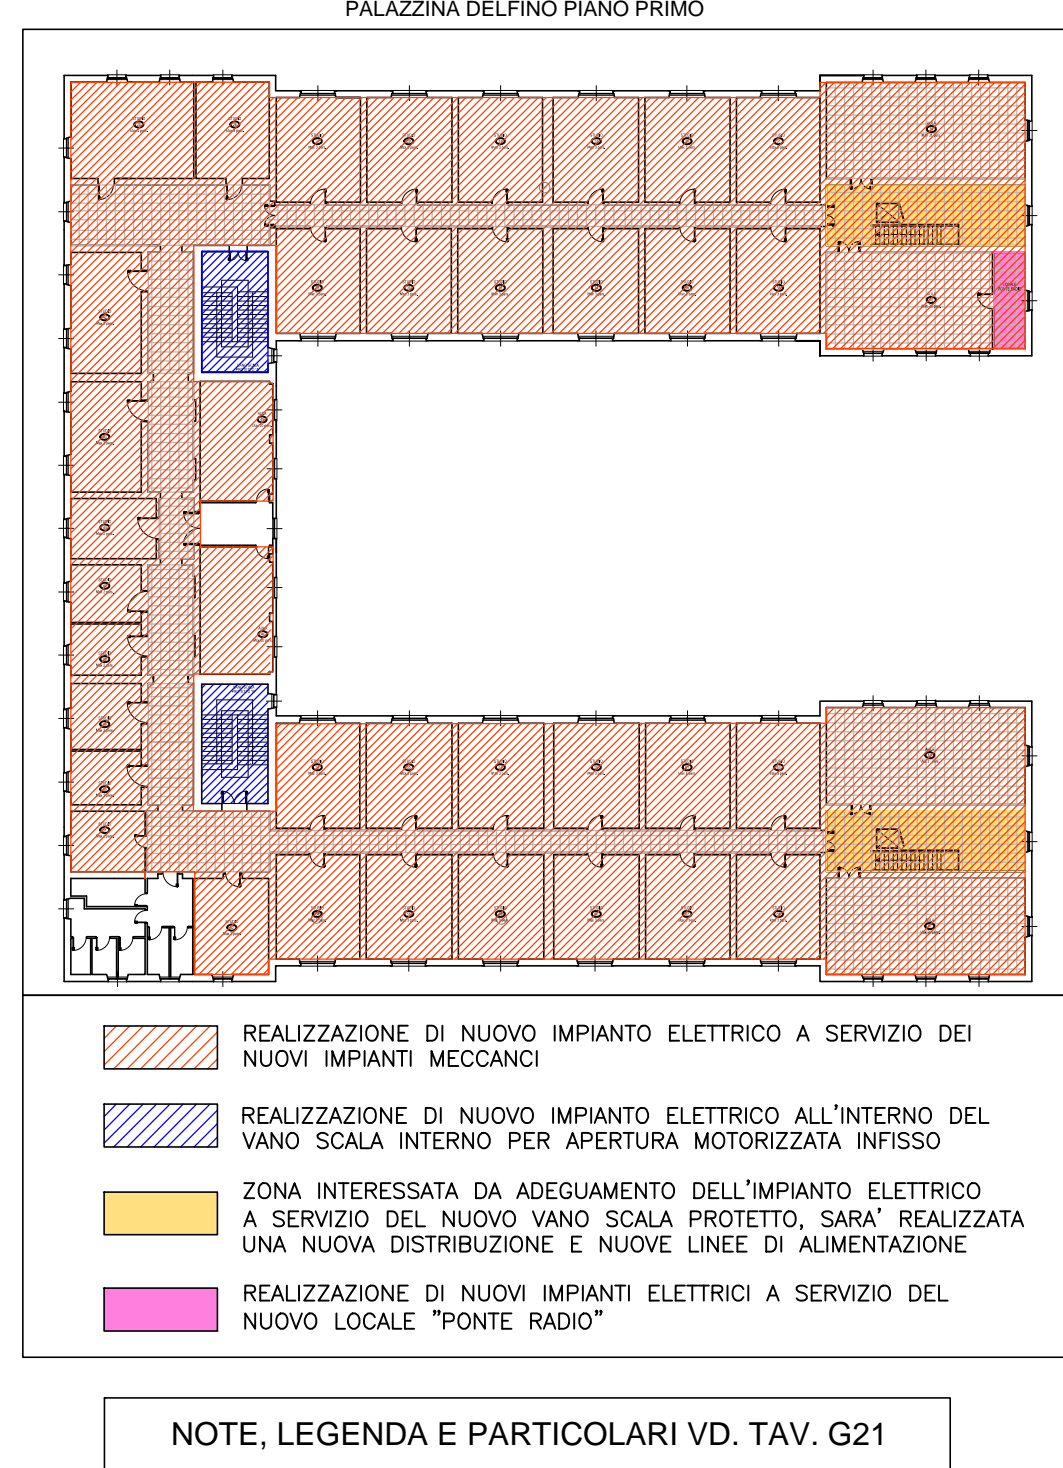 PALAZZINA DELFINO PIANO PRIMO
REALIZZAZIONE DI NUOVO IMPIANTO ELETTRICO A SERVIZIO DEI
NUOVI IMPIANTI MECCANCI
REALIZZAZIONE DI NUOVO IMPIANTO ELETTRICO ALL'INTERNO DEL
VANO SCALA INTERNO PER APERTURA MOTORIZZATA INFISSO
ZONA INTERESSATA DA ADEGUAMENTO DELL'IMPIANTO ELETTRICO
A SERVIZIO DEL NUOVO VANO SCALA PROTETTO, SARA' REALIZZATA
UNA NUOVA DISTRIBUZIONE E NUOVE LINEE DI ALIMENTAZIONE
REALIZZAZIONE DI NUOVI IMPIANTI ELETTRICI A SERVIZIO DEL
NUOVO LOCALE "PONTE RADIO"
NOTE, LEGENDA E PARTICOLARI VD. TAV. G21